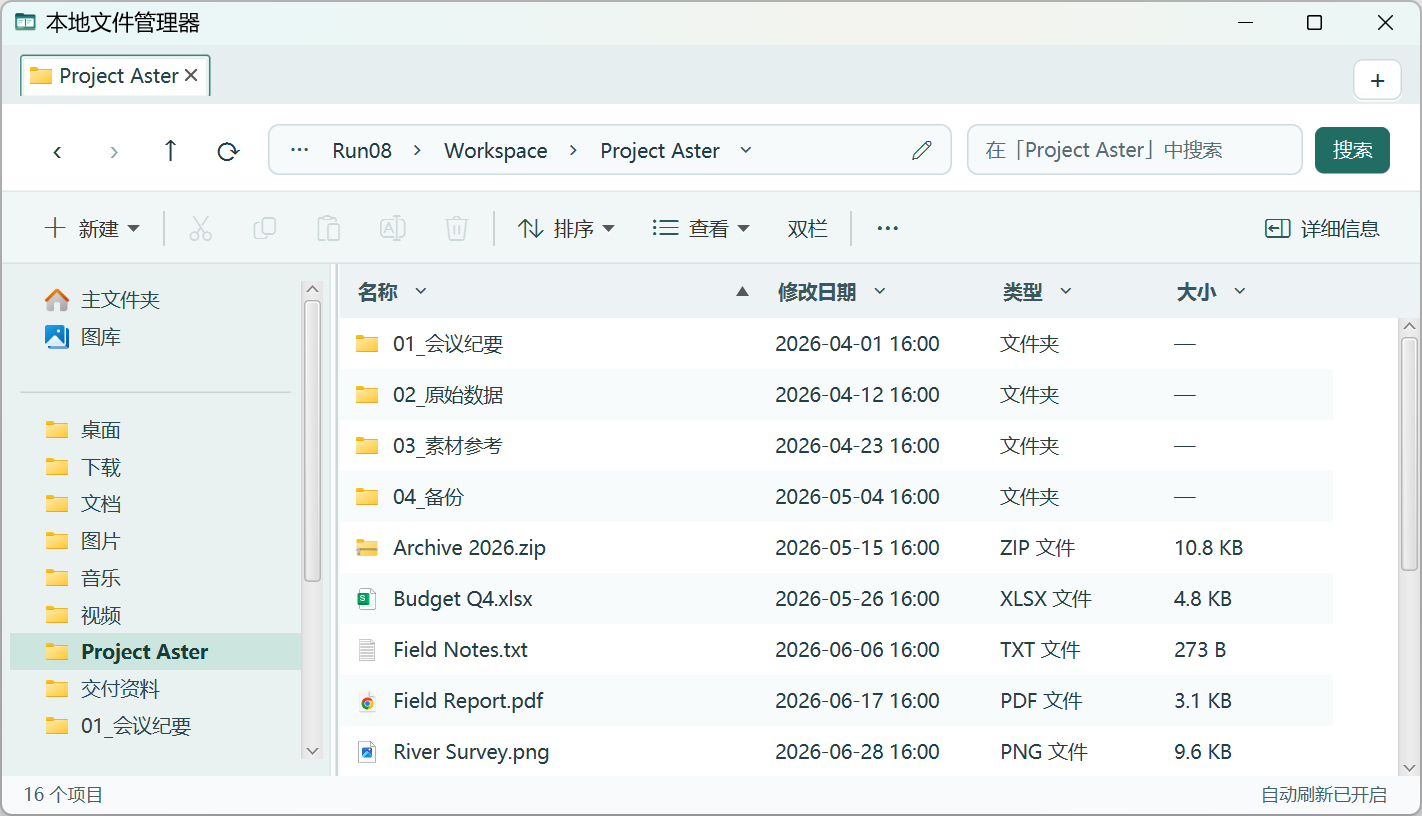 本地文件管理器
Project Aster
Run08 Workspace Project Aster
在「Project Aster」中搜索
搜索
新建 排序 查看 双栏 … 详细信息
主文件夹
图库
桌面
下载
文档
图片
音乐
视频
Project Aster
交付资料
01_会议纪要
名称 修改日期 类型 大小
01_会议纪要 2026-04-01 16:00 文件夹 —
02_原始数据 2026-04-12 16:00 文件夹 —
03_素材参考 2026-04-23 16:00 文件夹 —
04_备份 2026-05-04 16:00 文件夹 —
Archive 2026.zip 2026-05-15 16:00 ZIP 文件 10.8 KB
Budget Q4.xlsx 2026-05-26 16:00 XLSX 文件 4.8 KB
Field Notes.txt 2026-06-06 16:00 TXT 文件 273 B
Field Report.pdf 2026-06-17 16:00 PDF 文件 3.1 KB
River Survey.png 2026-06-28 16:00 PNG 文件 9.6 KB
16 个项目
自动刷新已开启